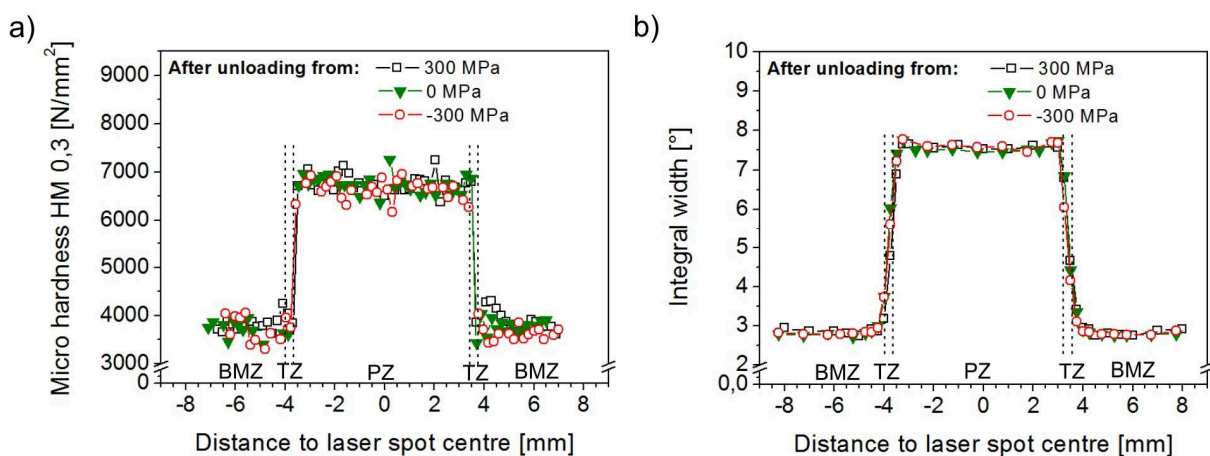 a)
Micro hardness HM 0,3 [N/mm²]
9000
8000
7000
6000
5000
4000
3000
0
After unloading from:
300 MPa
0 MPa
-300 MPa
BMZ TZ PZ TZ BMZ
-8 -6 -4 -2 0 2 4 6 8
Distance to laser spot centre [mm]
b)
Integral width [°]
10
9
8
7
6
5
4
3
2
0,0
After unloading from:
300 MPa
0 MPa
-300 MPa
BMZ TZ PZ TZ BMZ
-8 -6 -4 -2 0 2 4 6 8
Distance to laser spot centre [mm]